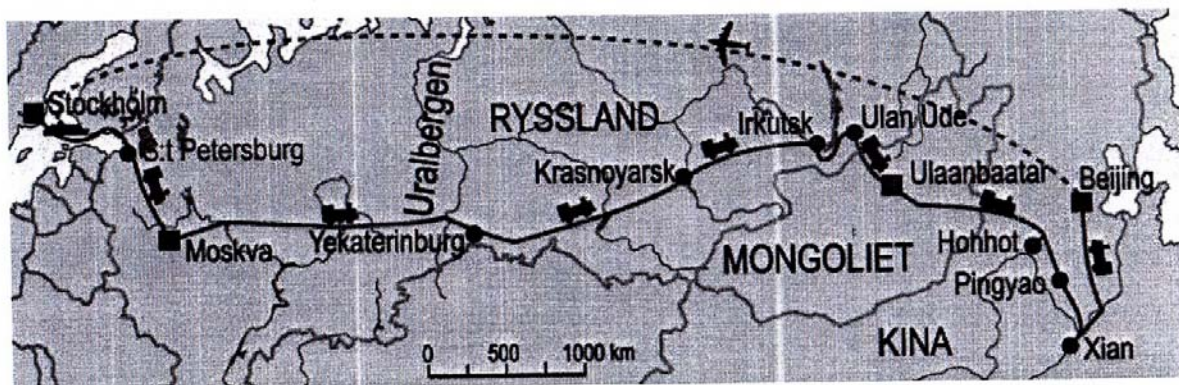 Stockholm
S:t Petersburg
Moskva
Uralbergen
Yekaterinburg
RYSSLAND
Krasnoyarsk
Irkutsk
Ulan Ude
Ulaanbaatar
Beijing
MONGOLIET
Hohhot
Pingyao
KINA
Xian
0 500 1000 km